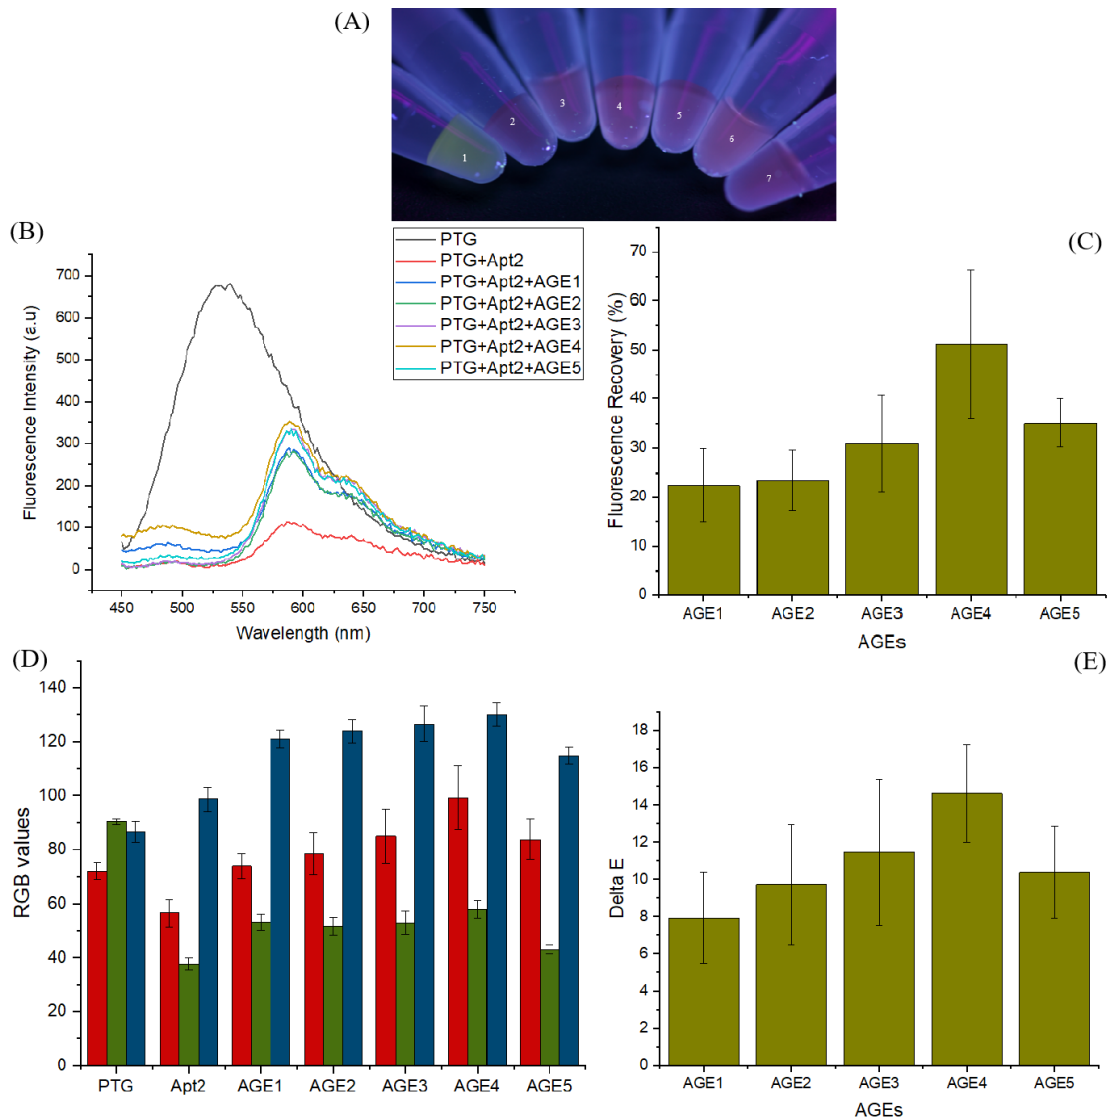 (A)
1
2
3
4
5
6
7
(B)
PTG
PTG+Apt2
PTG+Apt2+AGE1
PTG+Apt2+AGE2
PTG+Apt2+AGE3
PTG+Apt2+AGE4
PTG+Apt2+AGE5
Fluorescence Intensity (a.u)
700
600
500
400
300
200
100
0
450 500 550 600 650 700 750
Wavelength (nm)
(C)
Fluorescence Recovery (%)
70
60
50
40
30
20
10
0
AGE1 AGE2 AGE3 AGE4 AGE5
AGEs
(D)
RGB values
140
120
100
80
60
40
20
0
PTG Apt2 AGE1 AGE2 AGE3 AGE4 AGE5
(E)
Delta E
18
16
14
12
10
8
6
4
2
0
AGE1 AGE2 AGE3 AGE4 AGE5
AGEs